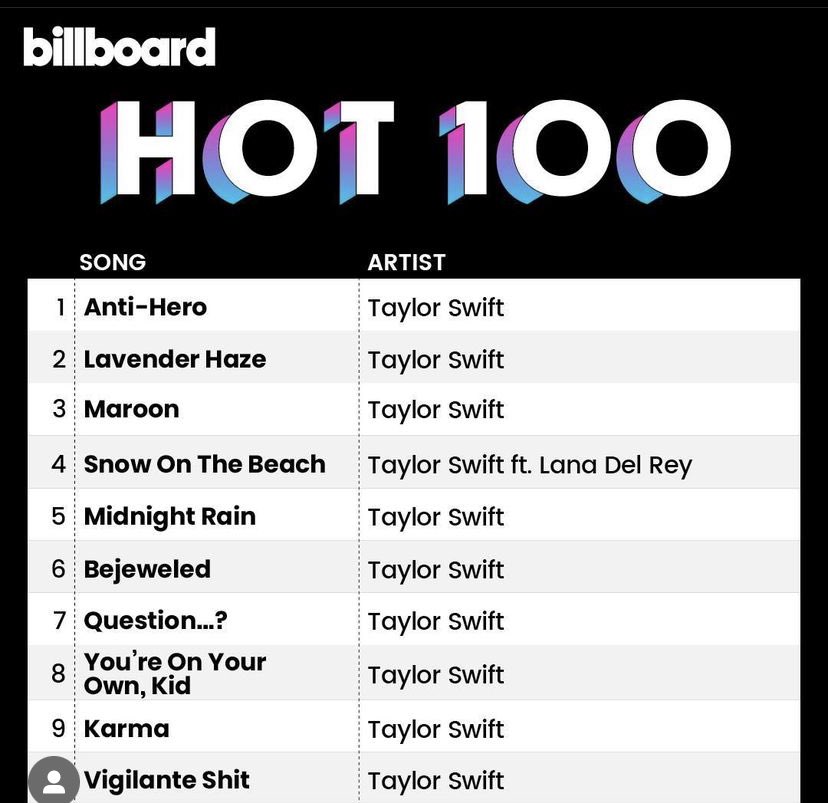 billboard
HOT 100
SONG ARTIST
1 Anti-Hero Taylor Swift
2 Lavender Haze Taylor Swift
3 Maroon Taylor Swift
4 Snow On The Beach Taylor Swift ft. Lana Del Rey
5 Midnight Rain Taylor Swift
6 Bejeweled Taylor Swift
7 Question...? Taylor Swift
8 You're On Your
Own, Kid Taylor Swift
9 Karma Taylor Swift
Vigilante Shit Taylor Swift